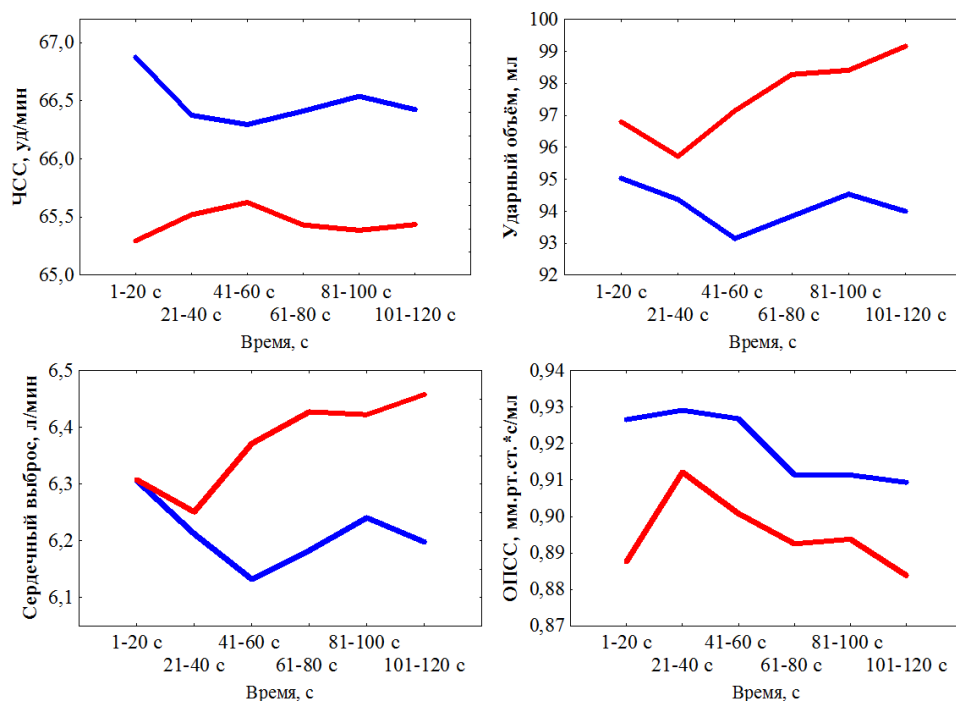 ЧСС, уд/мин
67,0
66,5
66,0
65,5
65,0
1-20 с 41-60 с 81-100 с
21-40 с 61-80 с 101-120 с
Время, с
Ударный объём, мл
100
99
98
97
96
95
94
93
92
1-20 с 41-60 с 81-100 с
21-40 с 61-80 с 101-120 с
Время, с
Сердечный выброс, л/мин
6,5
6,4
6,3
6,2
6,1
1-20 с 41-60 с 81-100 с
21-40 с 61-80 с 101-120 с
Время, с
ОПСС, мм.рт.ст.*с/мл
0,94
0,93
0,92
0,91
0,90
0,89
0,88
0,87
1-20 с 41-60 с 81-100 с
21-40 с 61-80 с 101-120 с
Время, с